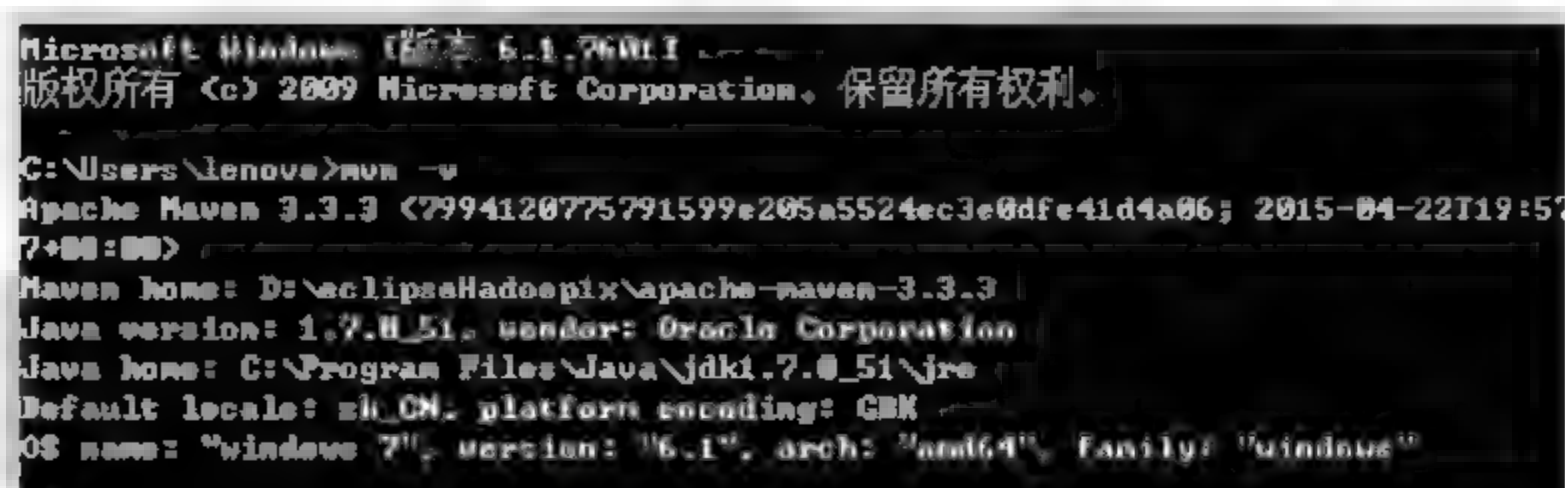 Microsoft Windows [版本 6.1.7601]
版权所有 (c) 2009 Microsoft Corporation。保留所有权利。
C:\Users\lenovo>mvn -v
Apache Maven 3.3.3 (7994120775791599e205a5524ec3e0dfe41d4a06; 2015-04-22T19:5
7+00:00)
Maven home: D:\eclipseHadoopix\apache-maven-3.3.3
Java version: 1.7.0_51, vendor: Oracle Corporation
Java home: C:\Program Files\Java\jdk1.7.0_51\jre
Default locale: zh_CN, platform encoding: GBK
OS name: "windows 7", version: "6.1", arch: "amd64", family: "windows"